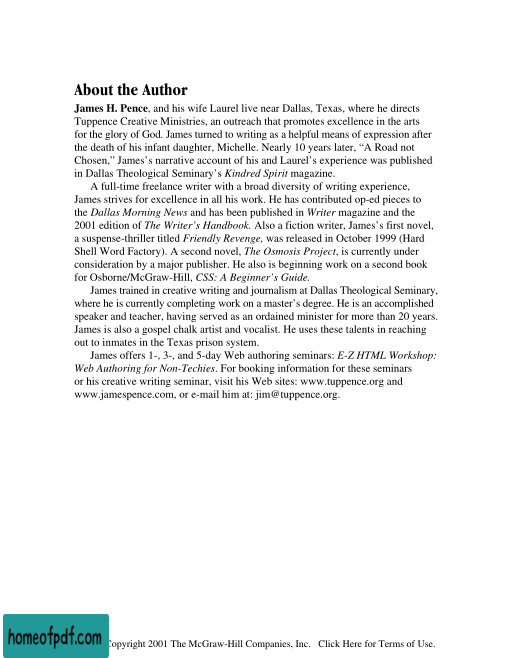 About the Author
James H. Pence, and his wife Laurel live near Dallas, Texas, where he directs
Tuppence Creative Ministries, an outreach that promotes excellence in the arts
for the glory of God. James turned to writing as a helpful means of expression after
the death of his infant daughter, Michelle. Nearly 10 years later, “A Road not
Chosen,” James’s narrative account of his and Laurel’s experience was published
in Dallas Theological Seminary’s Kindred Spirit magazine.
A full-time freelance writer with a broad diversity of writing experience,
James strives for excellence in all his work. He has contributed op-ed pieces to
the Dallas Morning News and has been published in Writer magazine and the
2001 edition of The Writer’s Handbook. Also a fiction writer, James’s first novel,
a suspense-thriller titled Friendly Revenge, was released in October 1999 (Hard
Shell Word Factory). A second novel, The Osmosis Project, is currently under
consideration by a major publisher. He also is beginning work on a second book
for Osborne/McGraw-Hill, CSS: A Beginner’s Guide.
James trained in creative writing and journalism at Dallas Theological Seminary,
where he is currently completing work on a master’s degree. He is an accomplished
speaker and teacher, having served as an ordained minister for more than 20 years.
James is also a gospel chalk artist and vocalist. He uses these talents in reaching
out to inmates in the Texas prison system.
James offers 1-, 3-, and 5-day Web authoring seminars: E-Z HTML Workshop:
Web Authoring for Non-Techies. For booking information for these seminars
or his creative writing seminar, visit his Web sites: www.tuppence.org and
www.jamespence.com, or e-mail him at: jim@tuppence.org.
homeofpdf.com
Copyright 2001 The McGraw-Hill Companies, Inc. Click Here for Terms of Use.